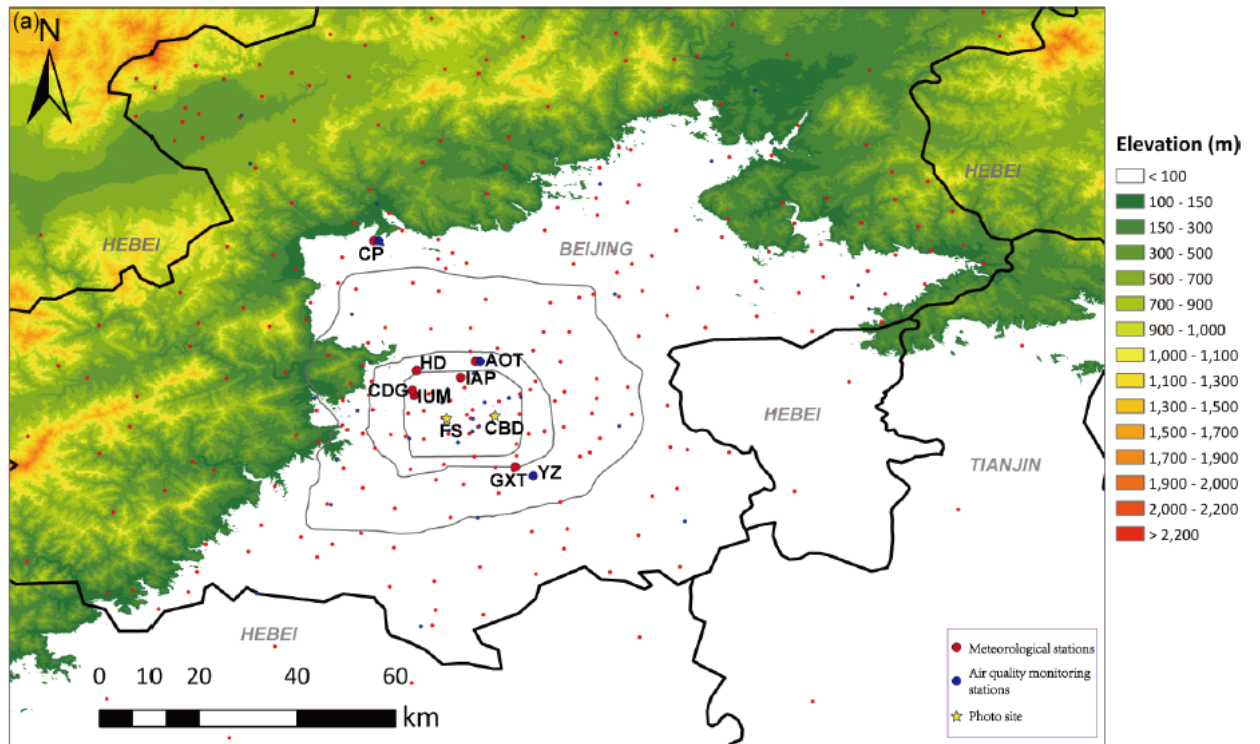 (a)
N
HEBEI
HEBEI
BEIJING
CP
HD
AOT
IAP
CDG
IUM
FS
CBD
HEBEI
TIANJIN
GXT
YZ
HEBEI
0 10 20 40 60
km
Elevation (m)
< 100
100 - 150
150 - 300
300 - 500
500 - 700
700 - 900
900 - 1,000
1,000 - 1,100
1,100 - 1,300
1,300 - 1,500
1,500 - 1,700
1,700 - 1,900
1,900 - 2,000
2,000 - 2,200
> 2,200
Meteorological stations
Air quality monitoring
stations
Photo site